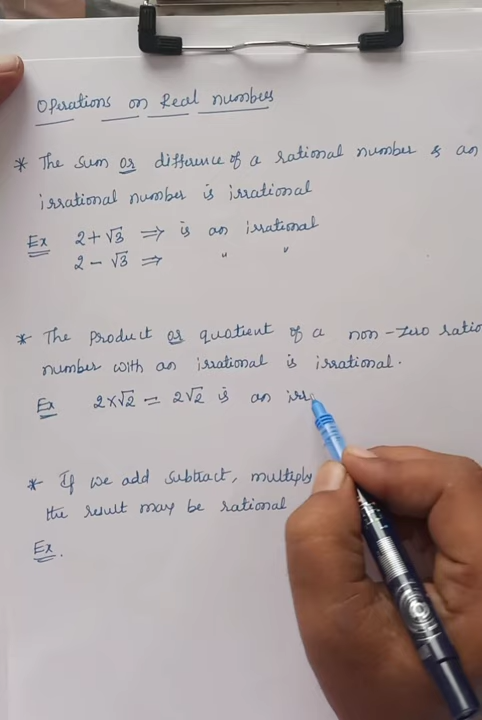 Operations on Real numbers
* The sum or difference of a rational number & an
irrational number is irrational
Ex 2+√3 ⇒ is an irrational
2-√3 ⇒ " "
* The product or quotient of a non-zero ratio
number with an irrational is irrational.
Ex 2×√2 = 2√2 is an irr
* If we add subtract, multiply
the result may be rational
Ex.